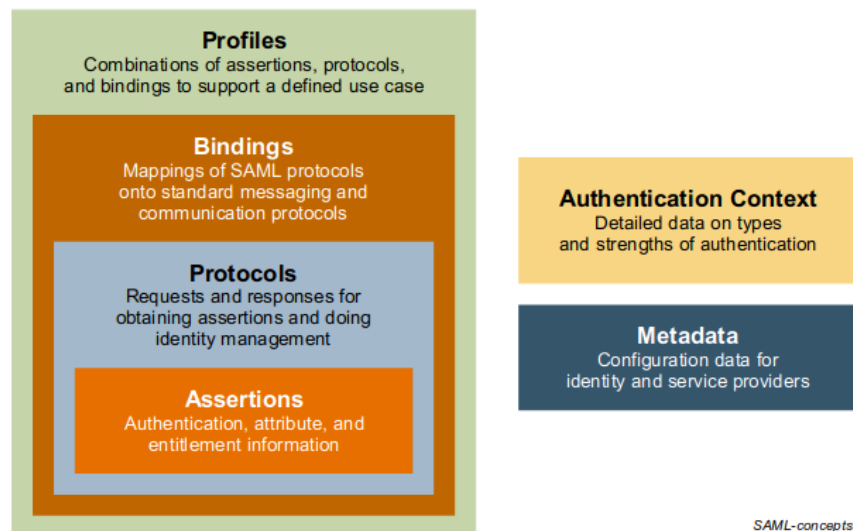 Profiles
Combinations of assertions, protocols,
and bindings to support a defined use case
Bindings
Mappings of SAML protocols
onto standard messaging and
communication protocols
Protocols
Requests and responses for
obtaining assertions and doing
identity management
Assertions
Authentication, attribute, and
entitlement information
Authentication Context
Detailed data on types
and strengths of authentication
Metadata
Configuration data for
identity and service providers
SAML-concepts